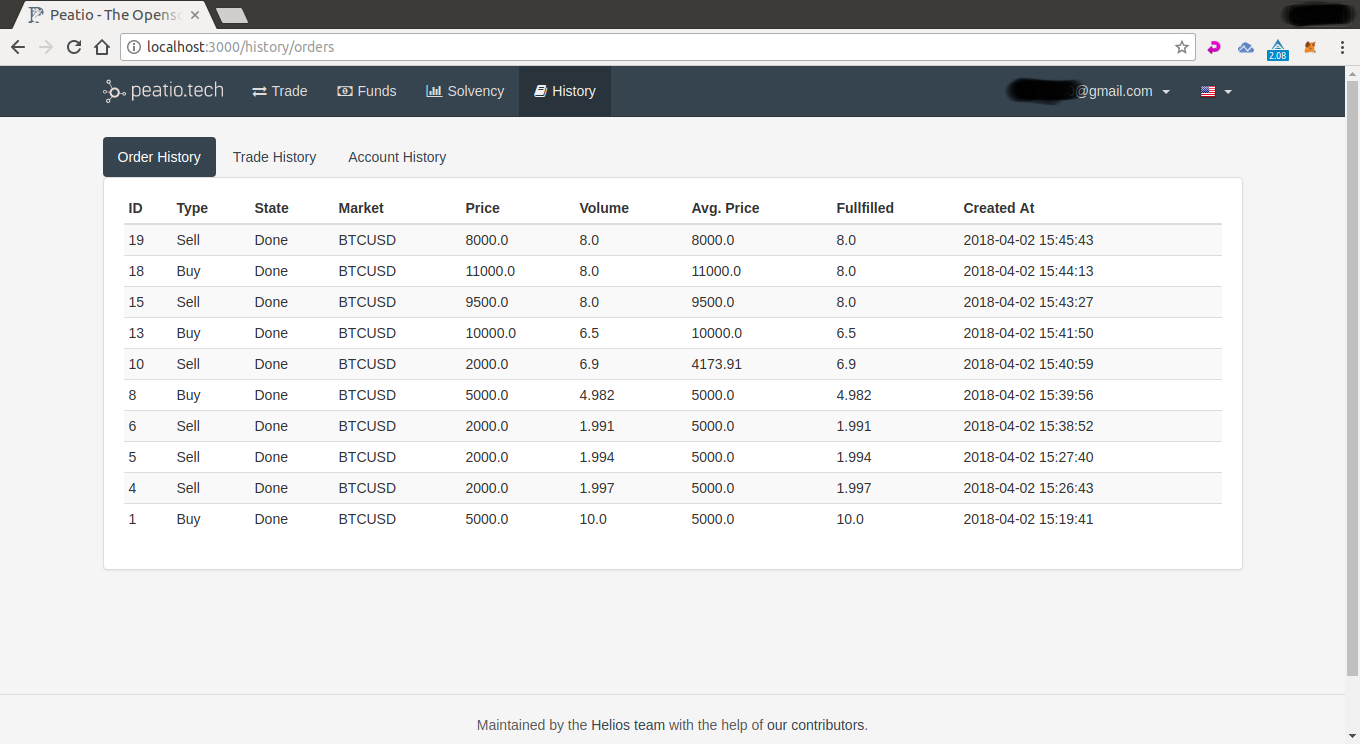 Peatio - The Openso
localhost:3000/history/orders
2.08
peatio.tech Trade Funds Solvency History @gmail.com
Order History Trade History Account History
ID Type State Market Price Volume Avg. Price Fullfilled Created At
19 Sell Done BTCUSD 8000.0 8.0 8000.0 8.0 2018-04-02 15:45:43
18 Buy Done BTCUSD 11000.0 8.0 11000.0 8.0 2018-04-02 15:44:13
15 Sell Done BTCUSD 9500.0 8.0 9500.0 8.0 2018-04-02 15:43:27
13 Buy Done BTCUSD 10000.0 6.5 10000.0 6.5 2018-04-02 15:41:50
10 Sell Done BTCUSD 2000.0 6.9 4173.91 6.9 2018-04-02 15:40:59
8 Buy Done BTCUSD 5000.0 4.982 5000.0 4.982 2018-04-02 15:39:56
6 Sell Done BTCUSD 2000.0 1.991 5000.0 1.991 2018-04-02 15:38:52
5 Sell Done BTCUSD 2000.0 1.994 5000.0 1.994 2018-04-02 15:27:40
4 Sell Done BTCUSD 2000.0 1.997 5000.0 1.997 2018-04-02 15:26:43
1 Buy Done BTCUSD 5000.0 10.0 5000.0 10.0 2018-04-02 15:19:41
Maintained by the Helios team with the help of our contributors.